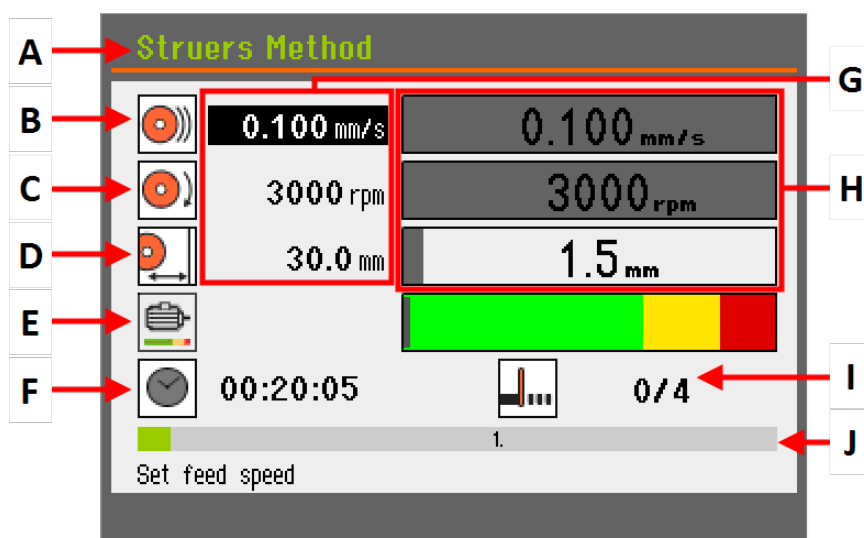 A
Struers Method
G
B
0.100 mm/s
0.100 mm/s
C
3000 rpm
3000 rpm
H
D
30.0 mm
1.5 mm
E
F
00:20:05
0/4
I
1.
J
Set feed speed